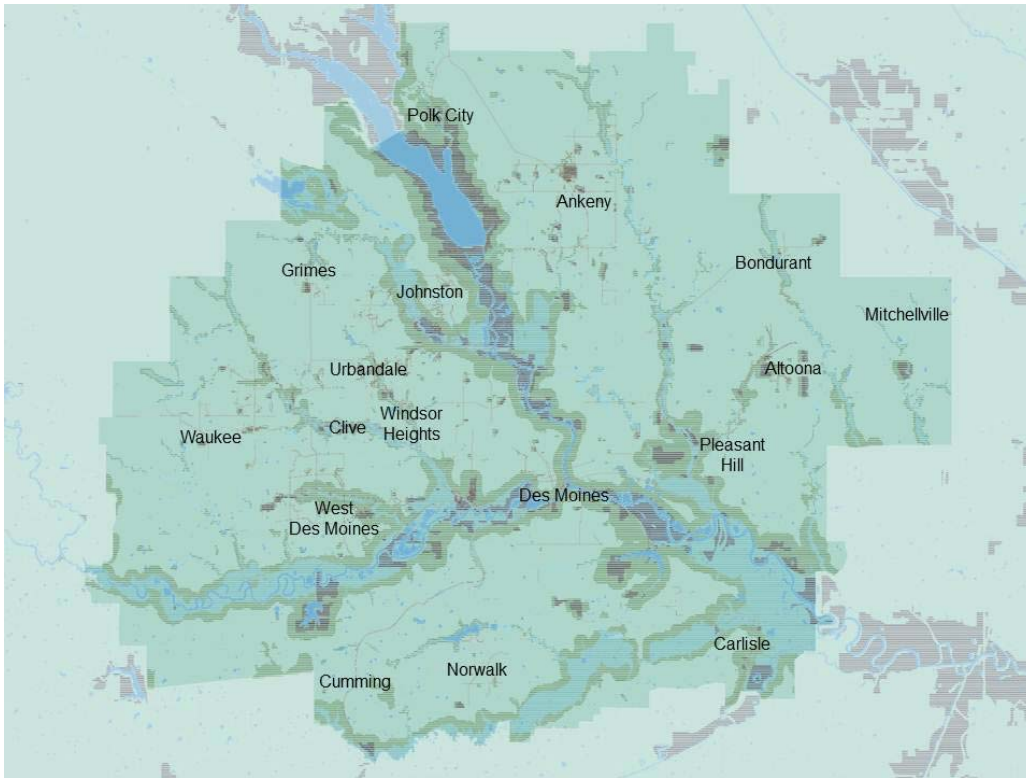 Polk City
Ankeny
Bondurant
Grimes
Johnston
Mitchellville
Urbandale
Altoona
Windsor
Heights
Clive
Waukee
Pleasant
Hill
Des Moines
West
Des Moines
Carlisle
Norwalk
Cumming